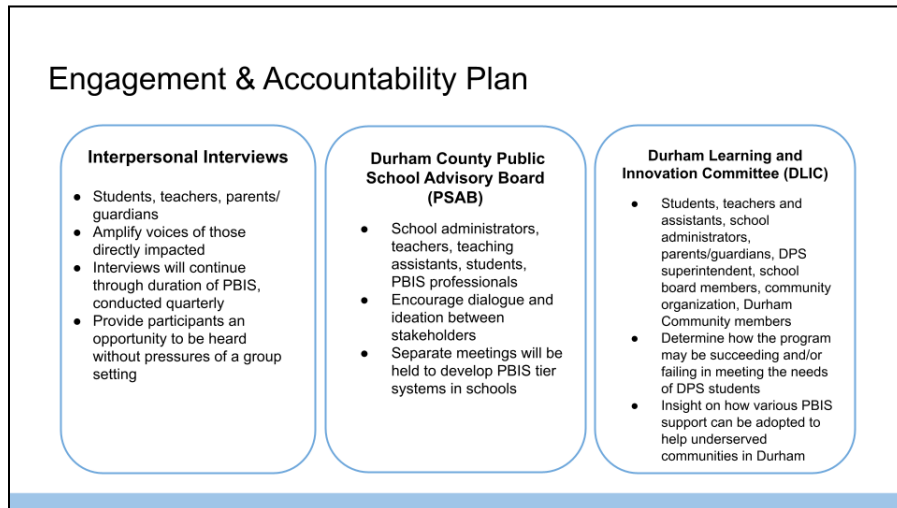 Engagement & Accountability Plan
Interpersonal Interviews
● Students, teachers, parents/
guardians
● Amplify voices of those
directly impacted
● Interviews will continue
through duration of PBIS,
conducted quarterly
● Provide participants an
opportunity to be heard
without pressures of a group
setting
Durham County Public
School Advisory Board
(PSAB)
● School administrators,
teachers, teaching
assistants, students,
PBIS professionals
● Encourage dialogue and
ideation between
stakeholders
● Separate meetings will be
held to develop PBIS tier
systems in schools
Durham Learning and
Innovation Committee (DLIC)
● Students, teachers and
assistants, school
administrators,
parents/guardians, DPS
superintendent, school
board members, community
organization, Durham
Community members
● Determine how the program
may be succeeding and/or
failing in meeting the needs
of DPS students
● Insight on how various PBIS
support can be adopted to
help underserved
communities in Durham